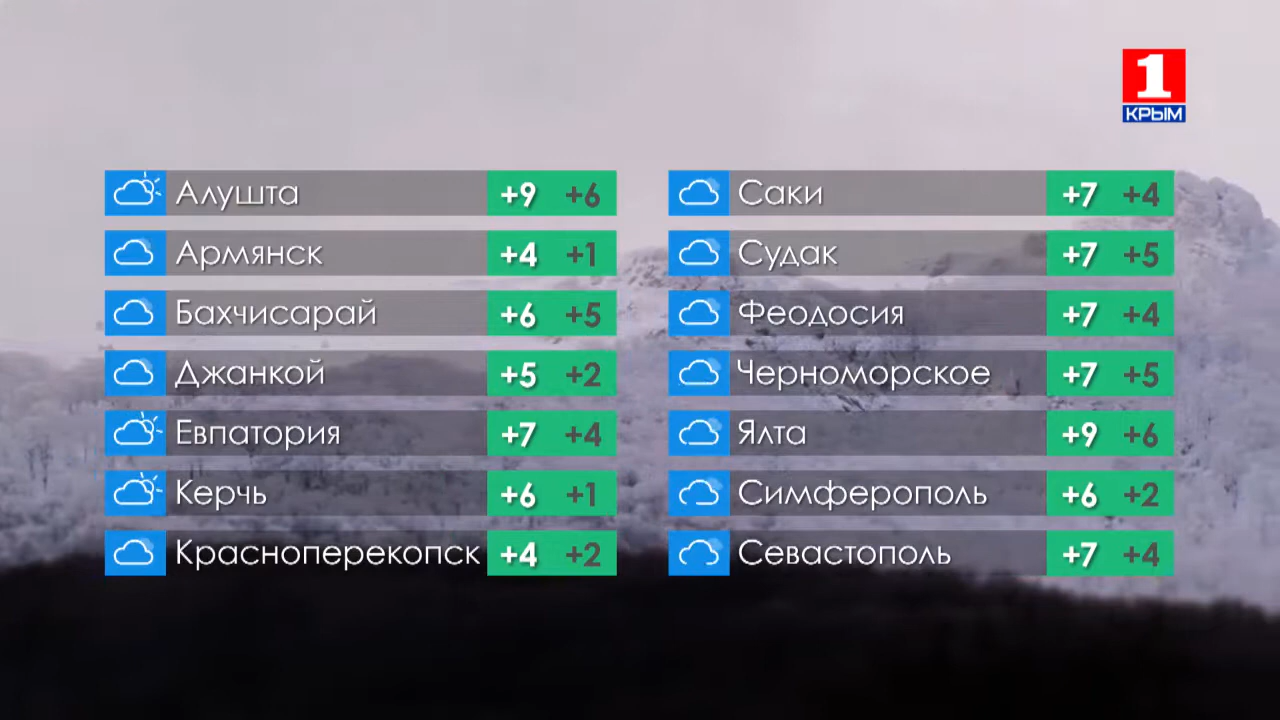 1
КРЫМ
Алушта +9 +6
Армянск +4 +1
Бахчисарай +6 +5
Джанкой +5 +2
Евпатория +7 +4
Керчь +6 +1
Красноперекопск +4 +2
Саки +7 +4
Судак +7 +5
Феодосия +7 +4
Черноморское +7 +5
Ялта +9 +6
Симферополь +6 +2
Севастополь +7 +4